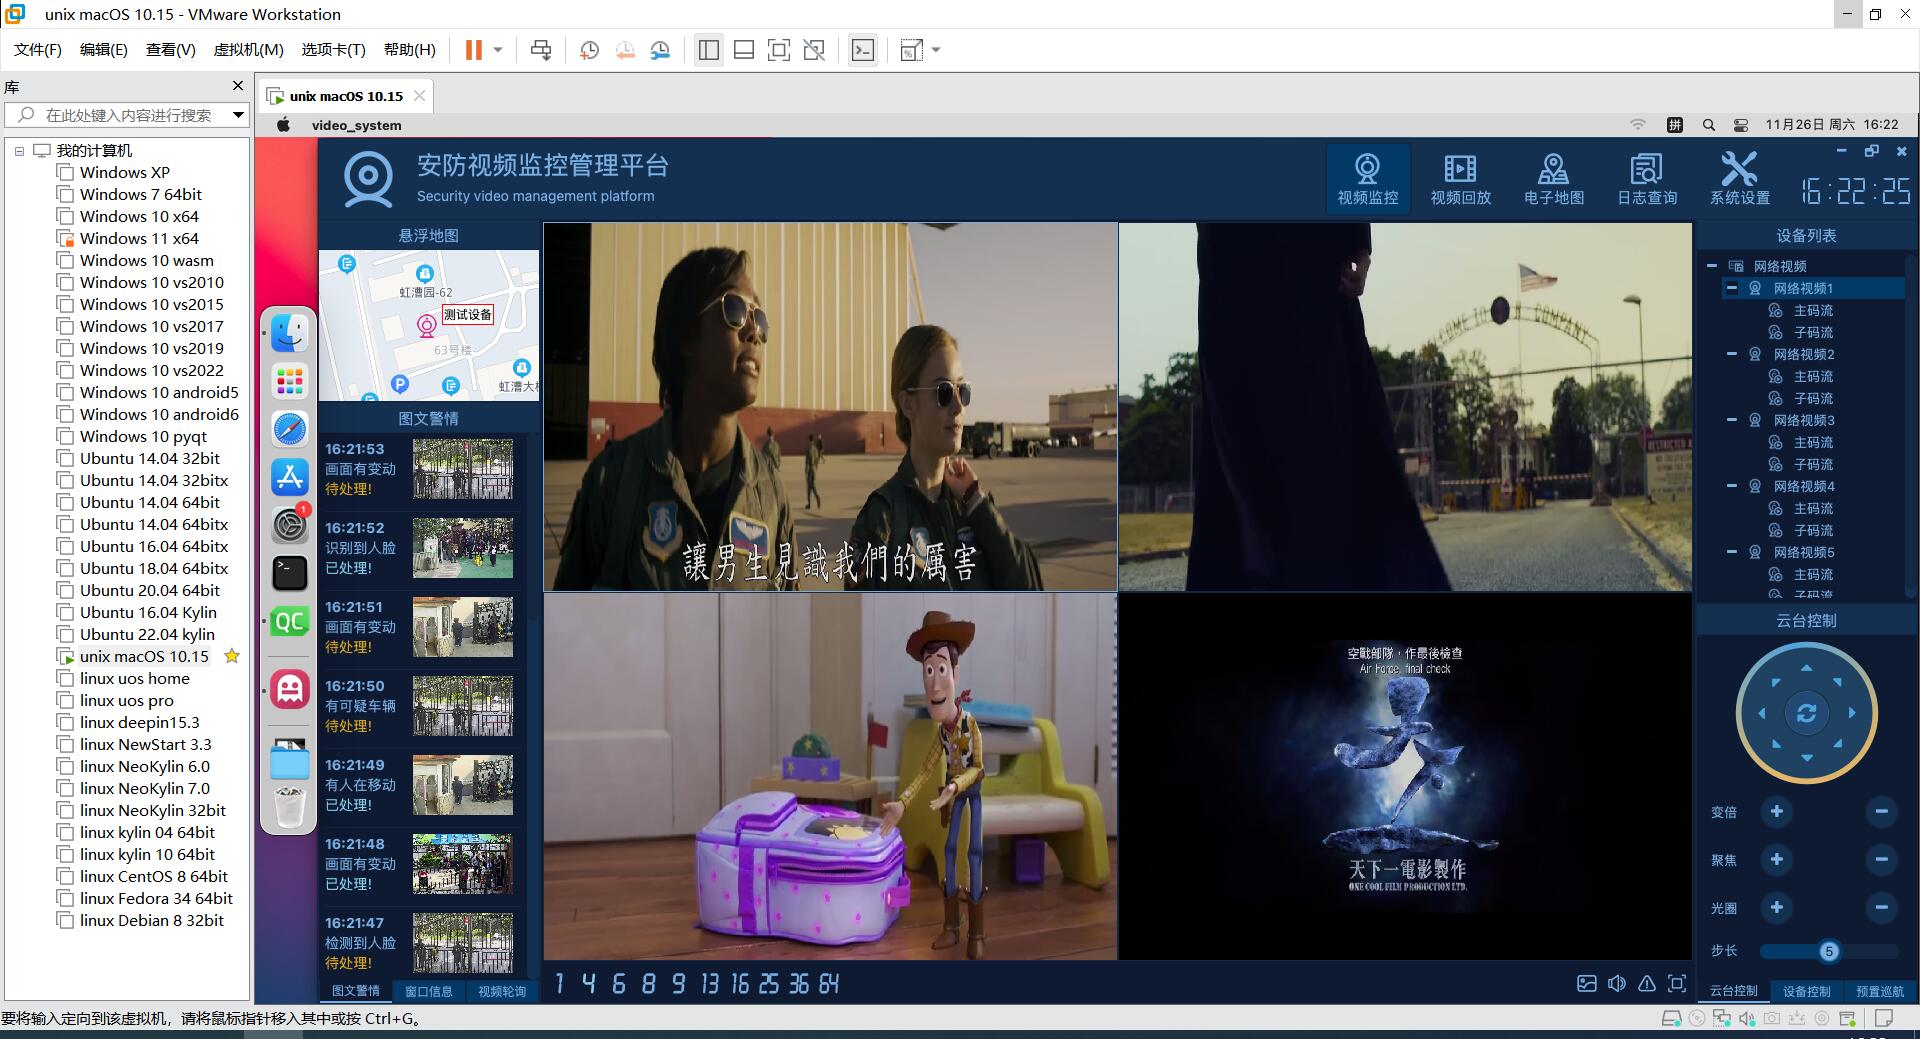 unix macOS 10.15 - VMware Workstation
文件(F) 编辑(E) 查看(V) 虚拟机(M) 选项卡(T) 帮助(H)
库
在此处键入内容进行搜索
我的计算机
Windows XP
Windows 7 64bit
Windows 10 x64
Windows 11 x64
Windows 10 wasm
Windows 10 vs2010
Windows 10 vs2015
Windows 10 vs2017
Windows 10 vs2019
Windows 10 vs2022
Windows 10 android5
Windows 10 android6
Windows 10 pyqt
Ubuntu 14.04 32bit
Ubuntu 14.04 32bitx
Ubuntu 14.04 64bit
Ubuntu 14.04 64bitx
Ubuntu 16.04 64bitx
Ubuntu 18.04 64bitx
Ubuntu 20.04 64bit
Ubuntu 16.04 Kylin
Ubuntu 22.04 kylin
unix macOS 10.15
linux uos home
linux uos pro
linux deepin15.3
linux NewStart 3.3
linux NeoKylin 6.0
linux NeoKylin 7.0
linux NeoKylin 32bit
linux kylin 04 64bit
linux kylin 10 64bit
linux CentOS 8 64bit
linux Fedora 34 64bit
linux Debian 8 32bit
unix macOS 10.15
video_system
拼
11月26日 周六 16:22
1
QC
安防视频监控管理平台
Security video management platform
视频监控 视频回放 电子地图 日志查询 系统设置
16:22:25
悬浮地图
虹漕园-62
测试设备
63号楼
P
虹漕大
图文警情
16:21:53
画面有变动
待处理!
16:21:52
识别到人脸
已处理!
16:21:51
画面有变动
待处理!
16:21:50
有可疑车辆
待处理!
16:21:49
有人在移动
已处理!
16:21:48
画面有变动
已处理!
16:21:47
检测到人脸
待处理!
图文警情 窗口信息 视频轮询
讓男生見識我們的厲害
空戰部隊，作最後檢查
Air Force, final check
天下一電影製作
ONE COOL FILM PRODUCTION LTD.
1 4 6 8 9 13 16 25 36 64
设备列表
网络视频
网络视频1
主码流
子码流
网络视频2
主码流
子码流
网络视频3
主码流
子码流
网络视频4
主码流
子码流
网络视频5
主码流
子码流
云台控制
变倍
聚焦
光圈
步长
5
云台控制 设备控制 预置巡航
要将输入定向到该虚拟机，请将鼠标指针移入其中或按 Ctrl+G。